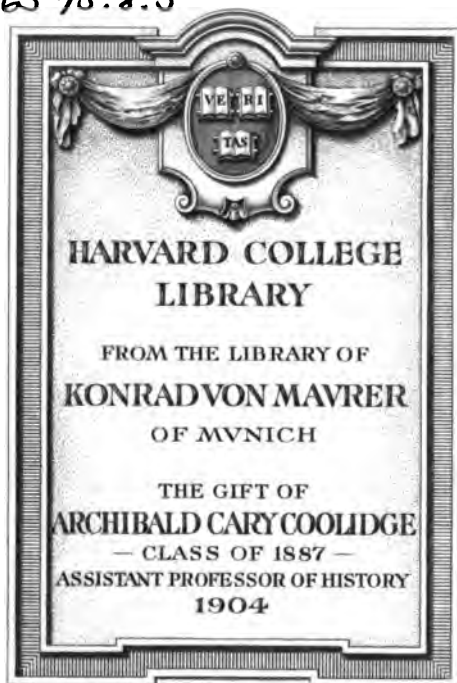 VE RI
TAS
HARVARD COLLEGE
LIBRARY
FROM THE LIBRARY OF
KONRAD VON MAVRER
OF MVNICH
THE GIFT OF
ARCHIBALD CARY COOLIDGE
— CLASS OF 1887 —
ASSISTANT PROFESSOR OF HISTORY
1904